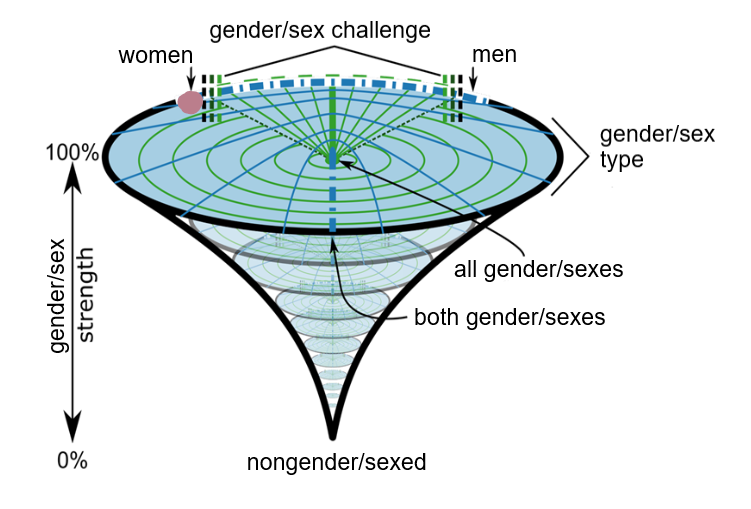 gender/sex challenge
women
men
gender/sex
type
100%
gender/sex
strength
all gender/sexes
both gender/sexes
0%
nongender/sexed